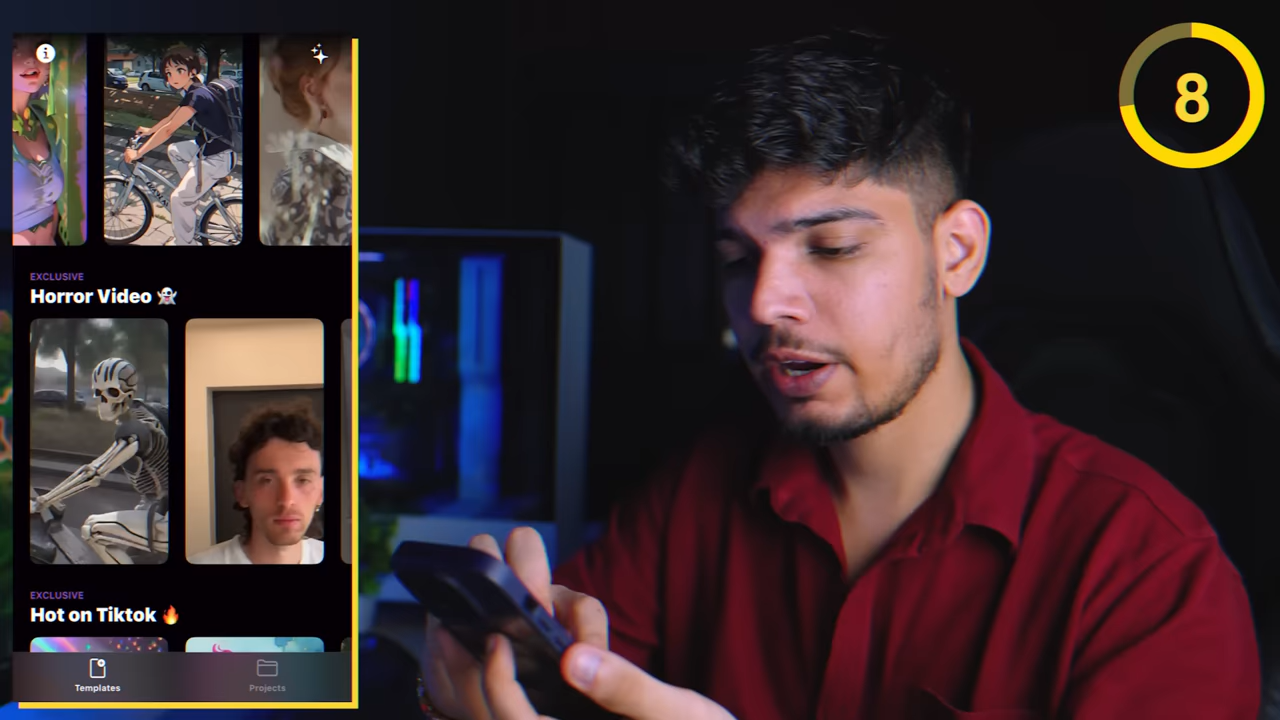 8
EXCLUSIVE
Horror Video 👻
EXCLUSIVE
Hot on Tiktok 🔥
Templates
Projects